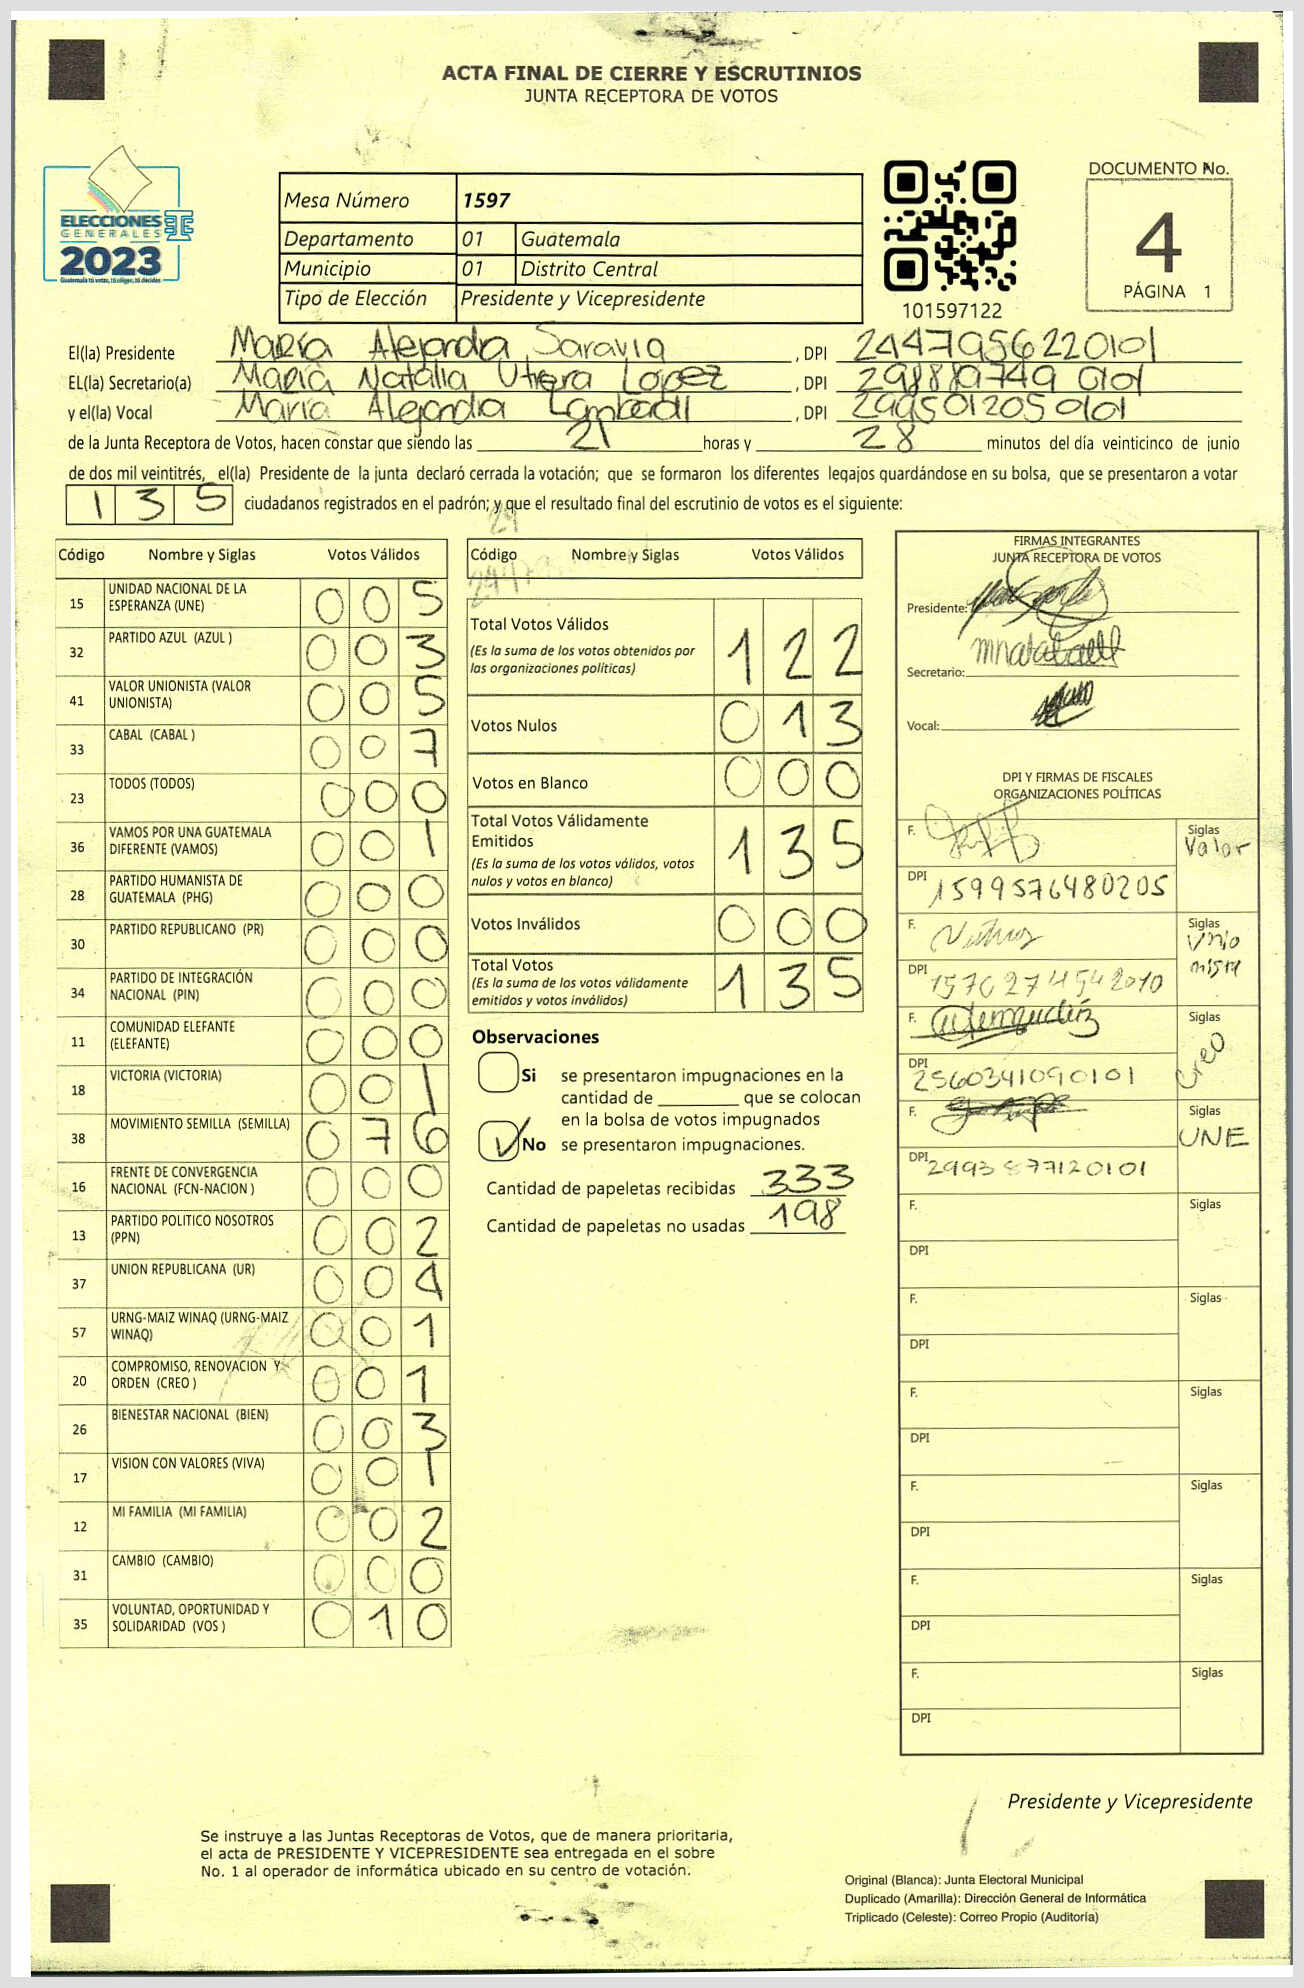 ACTA FINAL DE CIERRE Y ESCRUTINIOS
JUNTA RECEPTORA DE VOTOS
ELECCIONES
GENERALES
2023
Guatemala tú votas, tú eliges, tú decides
Mesa Número 1597
Departamento 01 Guatemala
Municipio 01 Distrito Central
Tipo de Elección Presidente y Vicepresidente
101597122
DOCUMENTO No.
4
PÁGINA 1
El(la) Presidente María Alejandra Saravia, DPI 2447956220101
EL(la) Secretario(a) María Natalia Utrera Lopez, DPI 298889749 0101
y el(la) Vocal María Alejandra, DPI 299501205 0101
de la Junta Receptora de Votos, hacen constar que siendo las 21 horas y 28 minutos del día veinticinco de junio
de dos mil veintitrés, el(la) Presidente de la junta declaró cerrada la votación; que se formaron los diferentes legajos quardándose en su bolsa, que se presentaron a votar
135 ciudadanos registrados en el padrón; y que el resultado final del escrutinio de votos es el siguiente:
Código Nombre y Siglas Votos Válidos
15 UNIDAD NACIONAL DE LA ESPERANZA (UNE) 0 0 5
32 PARTIDO AZUL (AZUL ) 0 0 3
41 VALOR UNIONISTA (VALOR UNIONISTA) 0 0 5
33 CABAL (CABAL ) 0 0 7
23 TODOS (TODOS) 0 0 0
36 VAMOS POR UNA GUATEMALA DIFERENTE (VAMOS) 0 0 1
28 PARTIDO HUMANISTA DE GUATEMALA (PHG) 0 0 0
30 PARTIDO REPUBLICANO (PR) 0 0 0
34 PARTIDO DE INTEGRACIÓN NACIONAL (PIN) 0 0 0
11 COMUNIDAD ELEFANTE (ELEFANTE) 0 0 0
18 VICTORIA (VICTORIA) 0 0 1
38 MOVIMIENTO SEMILLA (SEMILLA) 0 7 6
16 FRENTE DE CONVERGENCIA NACIONAL (FCN-NACION ) 0 0 0
13 PARTIDO POLITICO NOSOTROS (PPN) 0 0 2
37 UNION REPUBLICANA (UR) 0 0 4
57 URNG-MAIZ WINAQ (URNG-MAIZ WINAQ) 0 0 1
20 COMPROMISO, RENOVACION Y ORDEN (CREO ) 0 0 1
26 BIENESTAR NACIONAL (BIEN) 0 0 3
17 VISION CON VALORES (VIVA) 0 0 1
12 MI FAMILIA (MI FAMILIA) 0 0 2
31 CAMBIO (CAMBIO) 0 0 0
35 VOLUNTAD, OPORTUNIDAD Y SOLIDARIDAD (VOS ) 0 1 0
Código Nombre y Siglas Votos Válidos
Total Votos Válidos 1 2 2
(Es la suma de los votos obtenidos por
las organizaciones políticas)
Votos Nulos 0 1 3
Votos en Blanco 0 0 0
Total Votos Válidamente
Emitidos 1 3 5
(Es la suma de los votos válidos, votos
nulos y votos en blanco)
Votos Inválidos 0 0 0
Total Votos 1 3 5
(Es la suma de los votos válidamente
emitidos y votos inválidos)
Observaciones
Si se presentaron impugnaciones en la
cantidad de ________ que se colocan
en la bolsa de votos impugnados
No se presentaron impugnaciones.
Cantidad de papeletas recibidas 333
Cantidad de papeletas no usadas 198
FIRMAS INTEGRANTES
JUNTA RECEPTORA DE VOTOS
Presidente:
Secretario:
Vocal:
DPI Y FIRMAS DE FISCALES
ORGANIZACIONES POLÍTICAS
F. Siglas Valor
DPI 1599576480205
F. Siglas Unionista
DPI 1570274542010
F. Siglas Creo
DPI 2560341090101
F. Siglas UNE
DPI 2993877120101
F. Siglas
DPI
F. Siglas
DPI
F. Siglas
DPI
F. Siglas
DPI
F. Siglas
DPI
F. Siglas
DPI
Presidente y Vicepresidente
Se instruye a las Juntas Receptoras de Votos, que de manera prioritaria,
el acta de PRESIDENTE Y VICEPRESIDENTE sea entregada en el sobre
No. 1 al operador de informática ubicado en su centro de votación.
Original (Blanca): Junta Electoral Municipal
Duplicado (Amarilla): Dirección General de Informática
Triplicado (Celeste): Correo Propio (Auditoría)